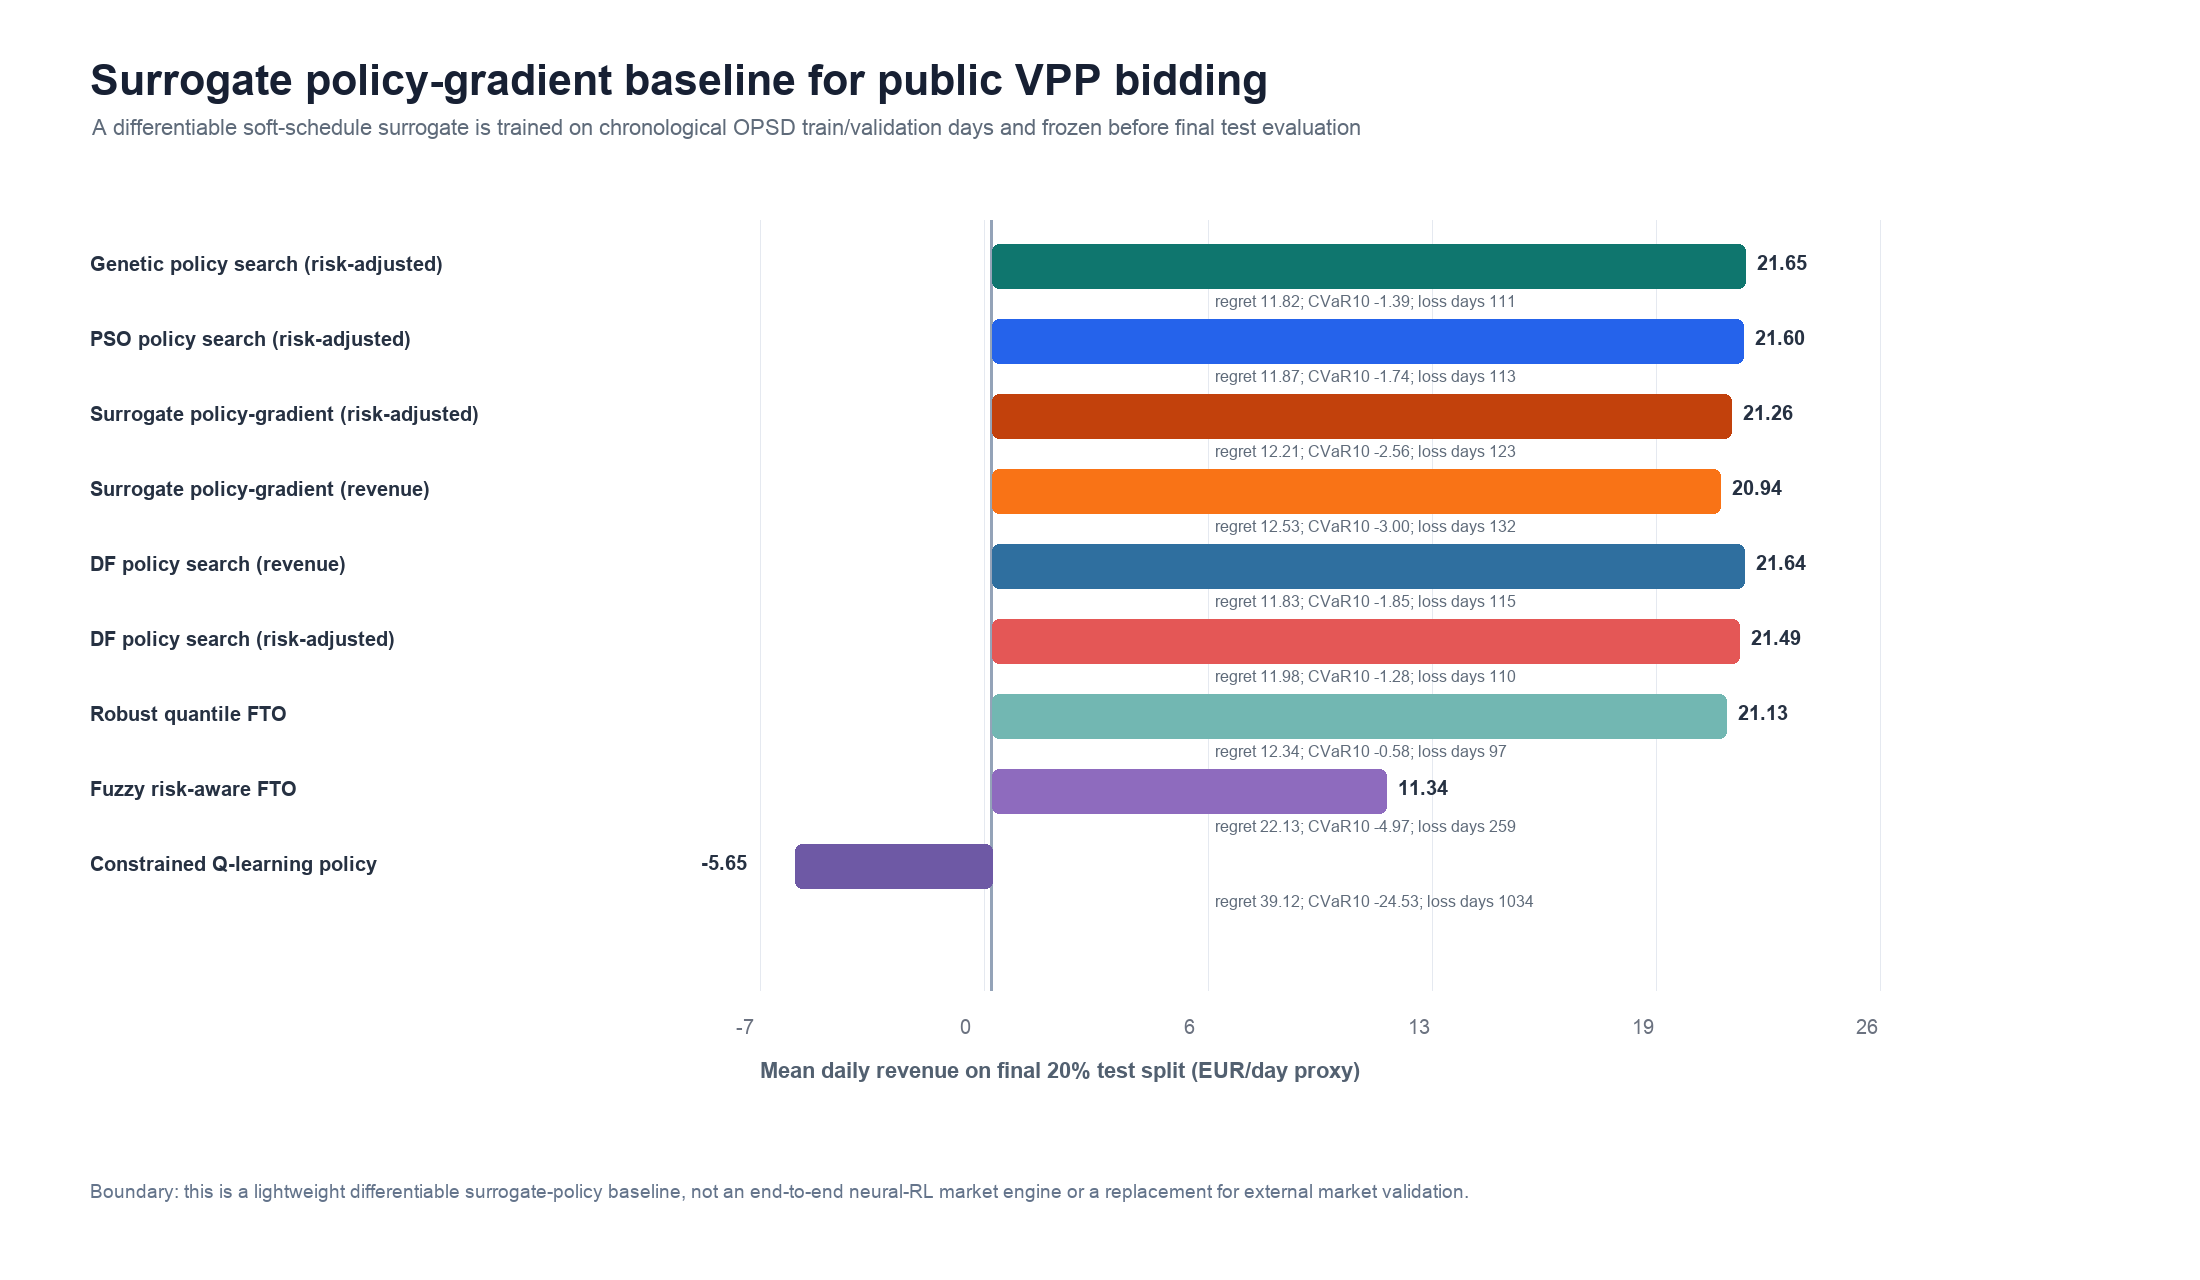 Surrogate policy-gradient baseline for public VPP bidding
A differentiable soft-schedule surrogate is trained on chronological OPSD train/validation days and frozen before final test evaluation
Genetic policy search (risk-adjusted)
21.65
regret 11.82; CVaR10 -1.39; loss days 111
PSO policy search (risk-adjusted)
21.60
regret 11.87; CVaR10 -1.74; loss days 113
Surrogate policy-gradient (risk-adjusted)
21.26
regret 12.21; CVaR10 -2.56; loss days 123
Surrogate policy-gradient (revenue)
20.94
regret 12.53; CVaR10 -3.00; loss days 132
DF policy search (revenue)
21.64
regret 11.83; CVaR10 -1.85; loss days 115
DF policy search (risk-adjusted)
21.49
regret 11.98; CVaR10 -1.28; loss days 110
Robust quantile FTO
21.13
regret 12.34; CVaR10 -0.58; loss days 97
Fuzzy risk-aware FTO
11.34
regret 22.13; CVaR10 -4.97; loss days 259
Constrained Q-learning policy
-5.65
regret 39.12; CVaR10 -24.53; loss days 1034
-7 0 6 13 19 26
Mean daily revenue on final 20% test split (EUR/day proxy)
Boundary: this is a lightweight differentiable surrogate-policy baseline, not an end-to-end neural-RL market engine or a replacement for external market validation.